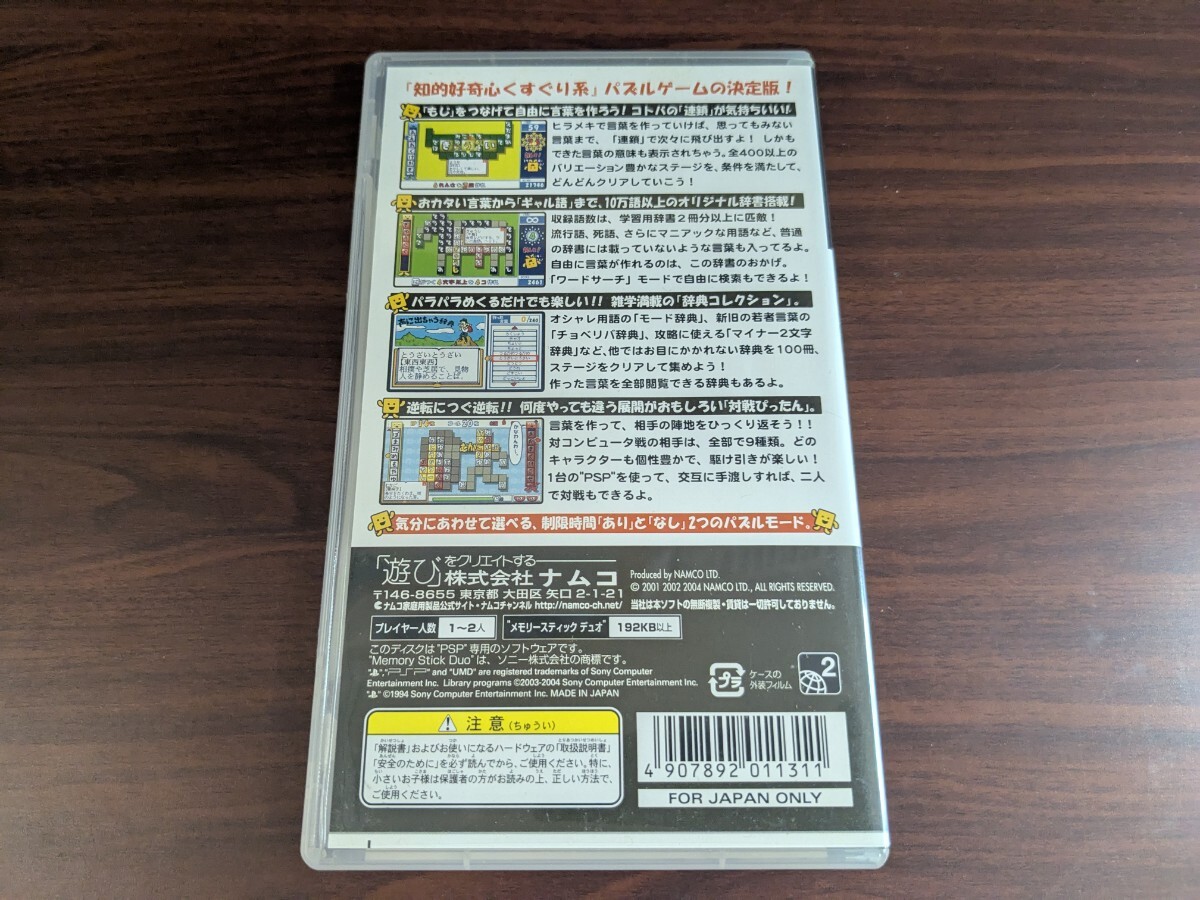 「知的好奇心くすぐり系」パズルゲームの決定版！
「もじ」をつなげて自由に言葉を作ろう！コトバの「連鎖」が気持ちいい！
ヒラメキで言葉を作っていけば、思ってもみない
言葉まで、「連鎖」で次々に飛び出すよ！しかも
できた言葉の意味も表示されちゃう。全400以上の
バリエーション豊かなステージを、条件を満たして、
どんどんクリアしていこう！
おカタい言葉から「ギャル語」まで、10万語以上のオリジナル辞書搭載！
収録語数は、学習用辞書2冊分以上に匹敵！
流行語、死語、さらにマニアックな用語など、普通
の辞書には載っていないような言葉も入ってるよ。
自由に言葉が作れるのは、この辞書のおかげ。
「ワードサーチ」モードで自由に検索もできるよ！
パラパラめくるだけでも楽しい!! 雑学満載の「辞典コレクション」。
とうざいとうざい
【東西東西】
相撲や芝居で、見物
人を静めることば。
オシャレ用語の「モード辞典」、新旧の若者言葉の
「チョベリバ辞典」、攻略に使える「マイナー2文字
辞典」など、他ではお目にかかれない辞典を100冊、
ステージをクリアして集めよう！
作った言葉を全部閲覧できる辞典もあるよ。
逆転につぐ逆転!! 何度やっても違う展開がおもしろい「対戦ぴったん」。
言葉を作って、相手の陣地をひっくり返そう！！
対コンピュータ戦の相手は、全部で9種類。どの
キャラクターも個性豊かで、駆け引きが楽しい！
1台の"PSP"を使って、交互に手渡しすれば、二人
で対戦もできるよ。
気分にあわせて選べる、制限時間「あり」と「なし」2つのパズルモード。
「遊び」をクリエイトする
株式会社 ナムコ
〒146-8655 東京都 大田区 矢口 2-1-21
ナムコ家庭用製品公式サイト・ナムコチャンネル http://namco-ch.net/
Produced by NAMCO LTD.
© 2001 2002 2004 NAMCO LTD., ALL RIGHTS RESERVED.
当社は本ソフトの無断複製・賃貸は一切許可しておりません。
プレイヤー人数 1～2人
"メモリースティック デュオ" 192KB以上
このディスクは"PSP"専用のソフトウェアです。
"Memory Stick Duo"は、ソニー株式会社の商標です。
" ", "PSP" and "UMD" are registered trademarks of Sony Computer
Entertainment Inc. Library programs ©2003-2004 Sony Computer Entertainment Inc.
" "©1994 Sony Computer Entertainment Inc. MADE IN JAPAN
プラ
ケースの
外装フィルム
2
注意(ちゅうい)
「解説書」およびお使いになるハードウェアの「取扱説明書」
「安全のために」を必ず読んでから、ご使用ください。特に、
小さいお子様は保護者の方がお読みの上、正しい方法で、
ご使用ください。
4 907892 011311
FOR JAPAN ONLY